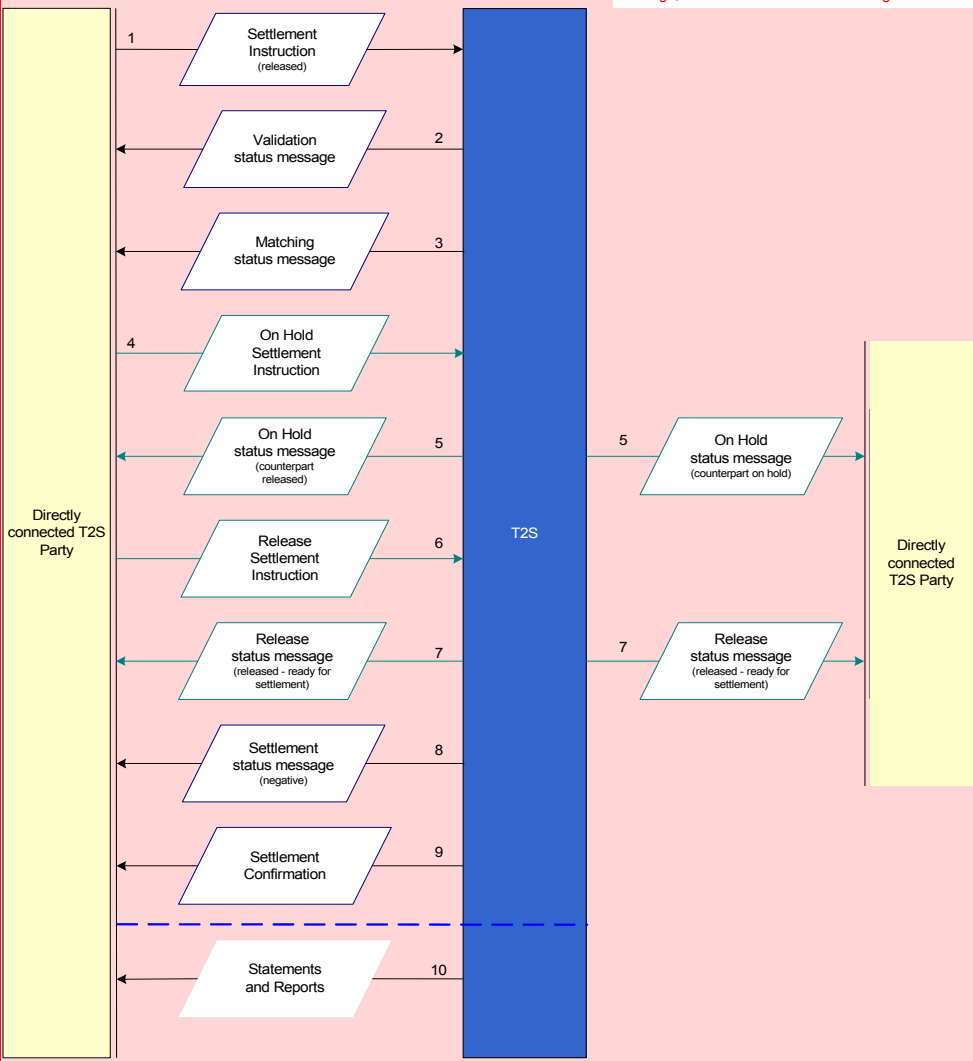 1
Settlement
Instruction
(released)
Validation
status message
2
Matching
status message
3
4
On Hold
Settlement
Instruction
On Hold
status message
(counterpart
released)
5
5
On Hold
status message
(counterpart on hold)
Directly
connected T2S
Party
Release
Settlement
Instruction
6
T2S
Directly
connected
T2S Party
Release
status message
(released - ready for
settlement)
7
7
Release
status message
(released - ready for
settlement)
Settlement
status message
(negative)
8
Settlement
Confirmation
9
Statements
and Reports
10